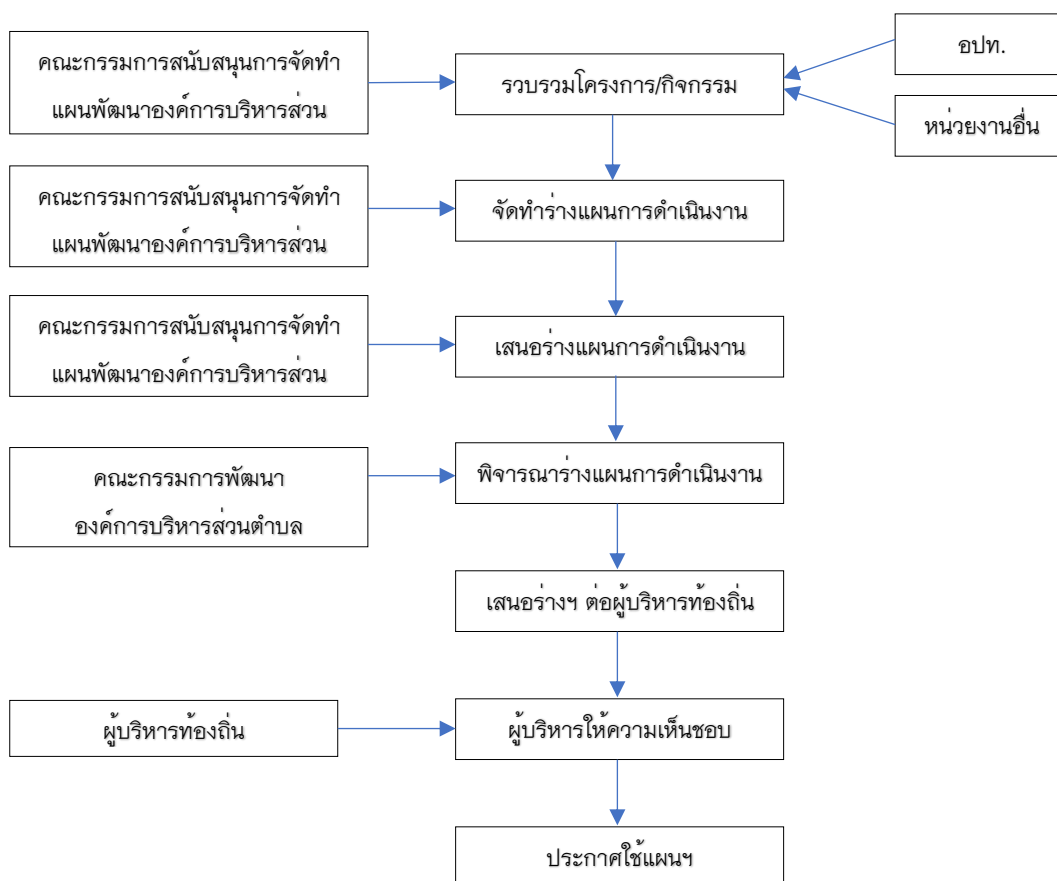 คณะกรรมการสนับสนุนการจัดทำ
แผนพัฒนาองค์การบริหารส่วน
รวบรวมโครงการ/กิจกรรม
อปท.
หน่วยงานอื่น
คณะกรรมการสนับสนุนการจัดทำ
แผนพัฒนาองค์การบริหารส่วน
จัดทำร่างแผนการดำเนินงาน
คณะกรรมการสนับสนุนการจัดทำ
แผนพัฒนาองค์การบริหารส่วน
เสนอร่างแผนการดำเนินงาน
คณะกรรมการพัฒนา
องค์การบริหารส่วนตำบล
พิจารณาร่างแผนการดำเนินงาน
เสนอร่างฯ ต่อผู้บริหารท้องถิ่น
ผู้บริหารท้องถิ่น
ผู้บริหารให้ความเห็นชอบ
ประกาศใช้แผนฯ